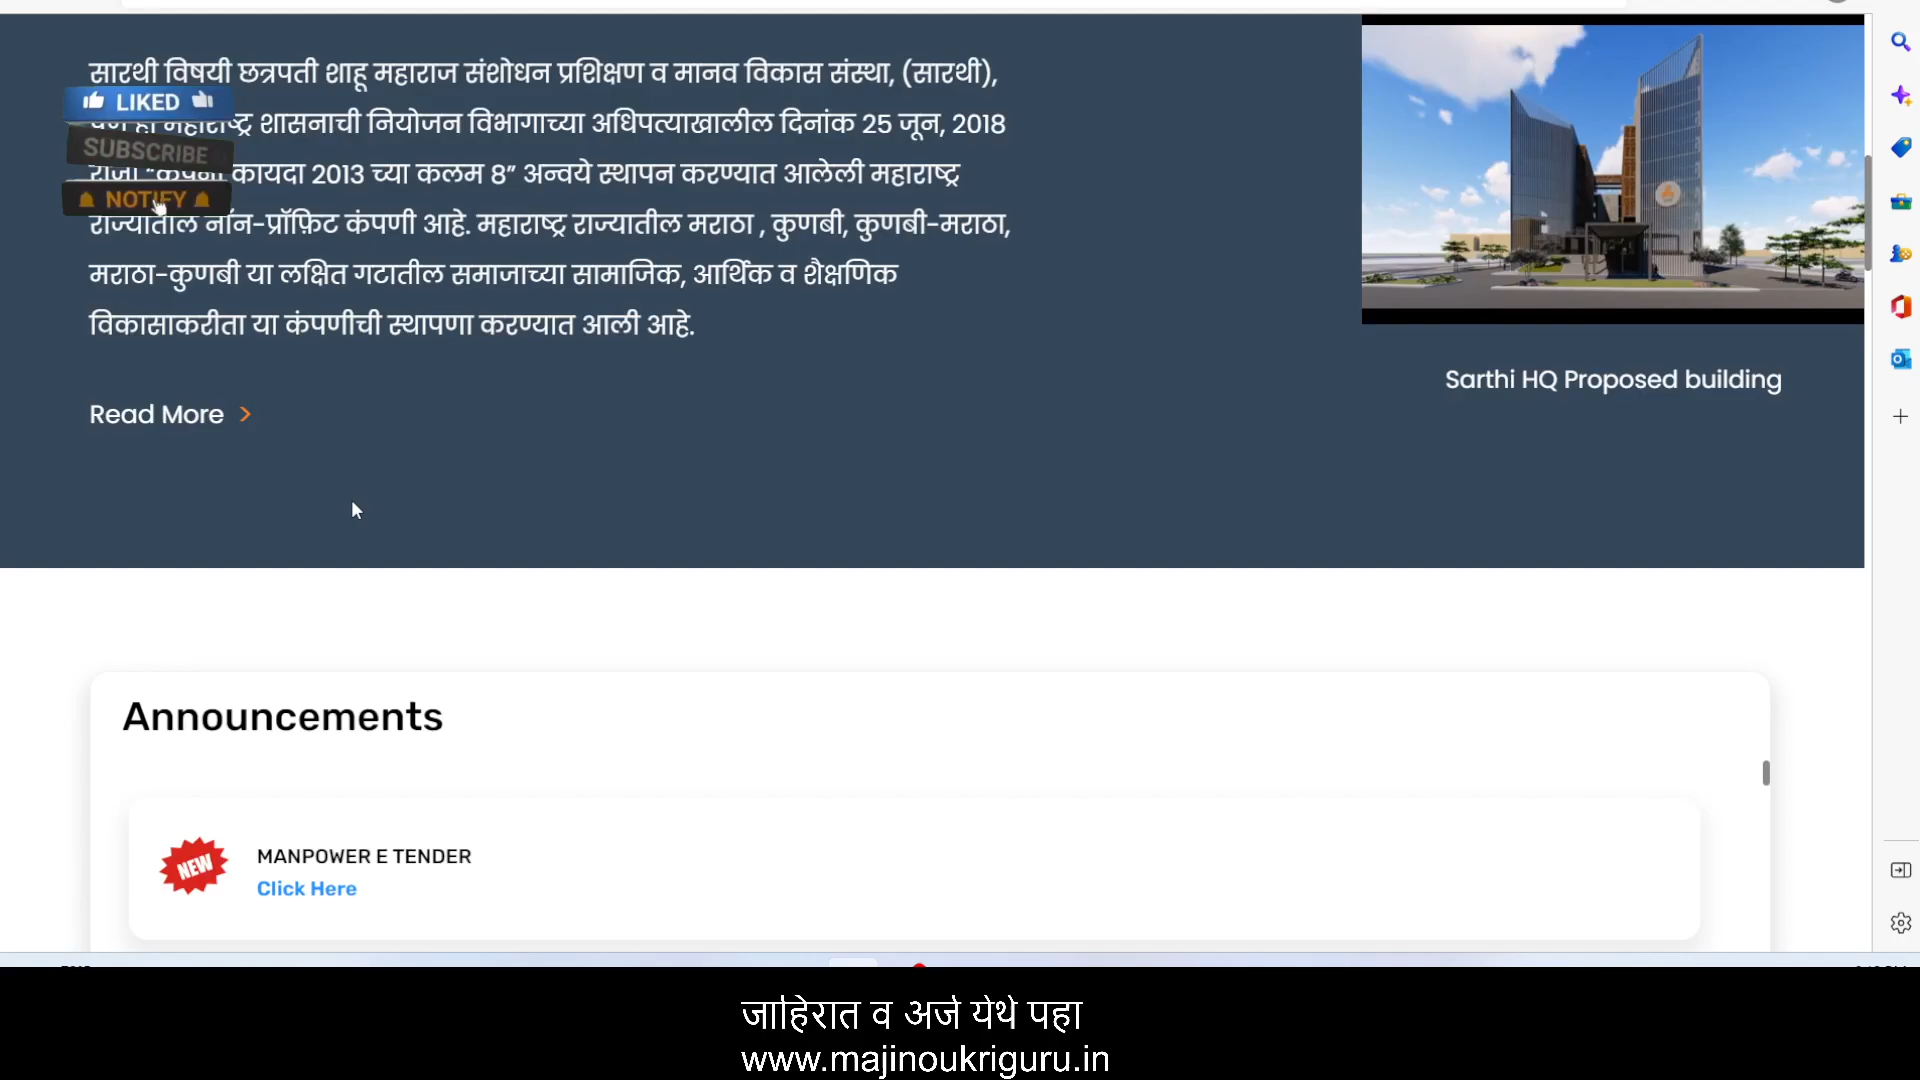 सारथी विषयी छत्रपती शाहू महाराज संशोधन प्रशिक्षण व मानव विकास संस्था, (सारथी),
LIKED
महाराष्ट्र शासनाची नियोजन विभागाच्या अधिपत्याखालील दिनांक 25 जून, 2018
SUBSCRIBE
कायदा 2013 च्या कलम 8” अन्वये स्थापन करण्यात आलेली महाराष्ट्र
NOTIFY
राज्यातील नॉन-प्रॉफ़िट कंपणी आहे. महाराष्ट्र राज्यातील मराठा , कुणबी, कुणबी-मराठा,
मराठा-कुणबी या लक्षित गटातील समाजाच्या सामाजिक, आर्थिक व शैक्षणिक
विकासाकरीता या कंपणीची स्थापणा करण्यात आली आहे.
Sarthi HQ Proposed building
Read More
Announcements
NEW
MANPOWER E TENDER
Click Here
जाहिरात व अर्ज येथे पहा
www.majinoukriguru.in